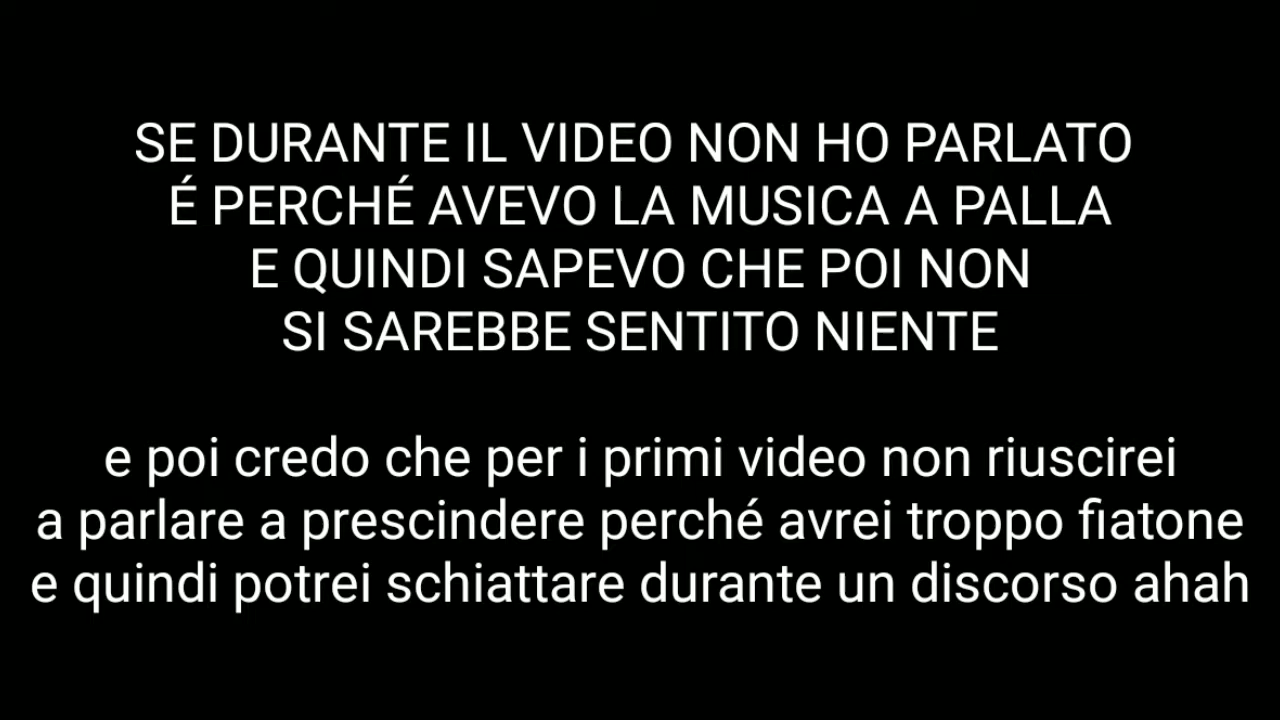 SE DURANTE IL VIDEO NON HO PARLATO
É PERCHÉ AVEVO LA MUSICA A PALLA
E QUINDI SAPEVO CHE POI NON
SI SAREBBE SENTITO NIENTE
e poi credo che per i primi video non riuscirei
a parlare a prescindere perché avrei troppo fiatone
e quindi potrei schiattare durante un discorso ahah